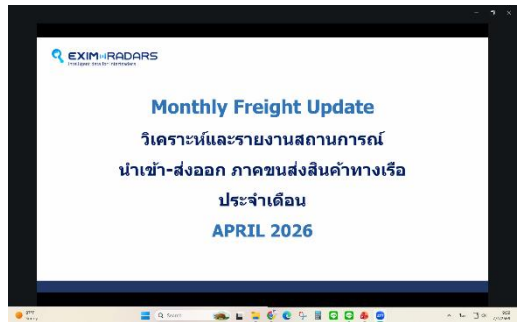 EXIM RADARS
Monthly Freight Update
วิเคราะห์และรายงานสถานการณ์
นำเข้า-ส่งออก ภาคขนส่งสินค้าทางเรือ
ประจำเดือน
APRIL 2026
Search